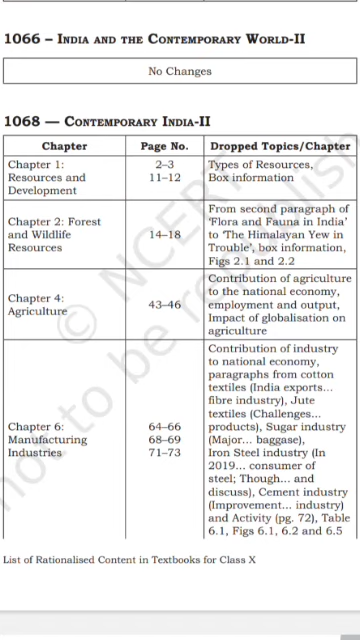 1066 – INDIA AND THE CONTEMPORARY WORLD-II
No Changes
1068 — CONTEMPORARY INDIA-II
Chapter Page No. Dropped Topics/Chapter
Chapter 1:
Resources and
Development
2–3
11–12
Types of Resources,
Box information
Chapter 2: Forest
and Wildlife
Resources
14–18
From second paragraph of
'Flora and Fauna in India'
to 'The Himalayan Yew in
Trouble', box information,
Figs 2.1 and 2.2
Chapter 4:
Agriculture
43–46
Contribution of agriculture
to the national economy,
employment and output,
Impact of globalisation on
agriculture
Chapter 6:
Manufacturing
Industries
64–66
68–69
71–73
Contribution of industry
to national economy,
paragraphs from cotton
textiles (India exports...
fibre industry), Jute
textiles (Challenges...
products), Sugar industry
(Major... baggase),
Iron Steel industry (In
2019... consumer of
steel; Though... and
discuss), Cement industry
(Improvement... industry)
and Activity (pg. 72), Table
6.1, Figs 6.1, 6.2 and 6.5
List of Rationalised Content in Textbooks for Class X
© NCERT
not to be republish